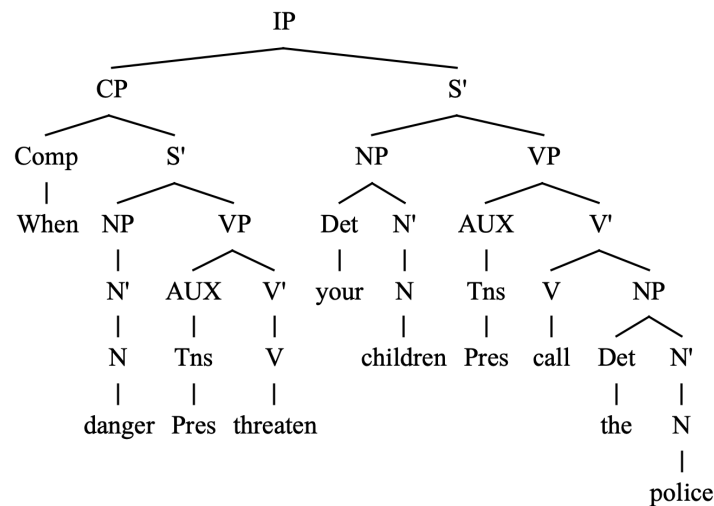 IP
CP S'
Comp S' NP VP
When NP VP Det N' AUX V'
N' AUX V' your N Tns V NP
N Tns V children Pres call Det N'
danger Pres threaten the N
police